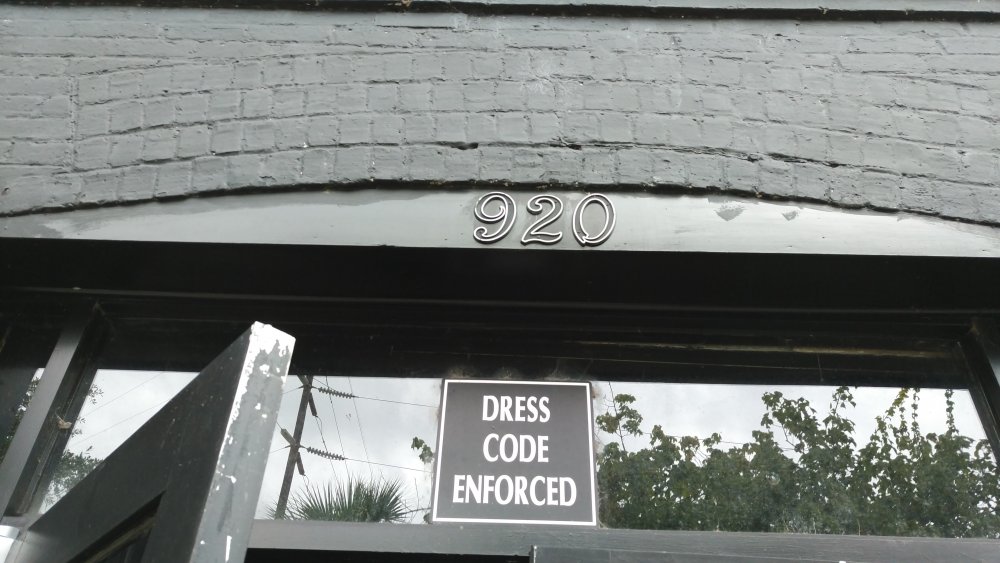 920
DRESS
CODE
ENFORCED